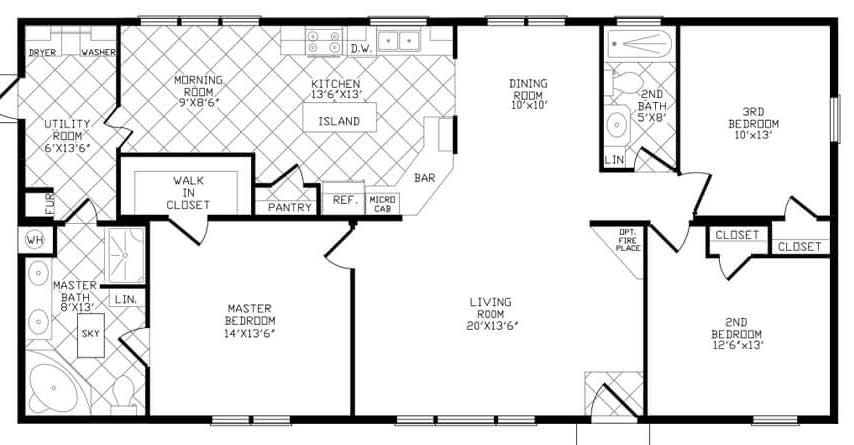 DRYER
WASHER
UTILITY
ROOM
6'X13'6"
MORNING
ROOM
9'X8'6"
KITCHEN
13'6"X13'
ISLAND
D.W.
DINING
ROOM
10'x10'
2ND
BATH
5'X8'
LIN
3RD
BEDROOM
10'x13'
WALK
IN
CLOSET
PANTRY
REF.
MICRO
CAB
BAR
FUR
WH
MASTER
BATH
8'X13'
LIN.
SKY
MASTER
BEDROOM
14'X13'6"
LIVING
ROOM
20'X13'6"
OPT.
FIRE
PLACE
CLOSET
CLOSET
2ND
BEDROOM
12'6"x13'